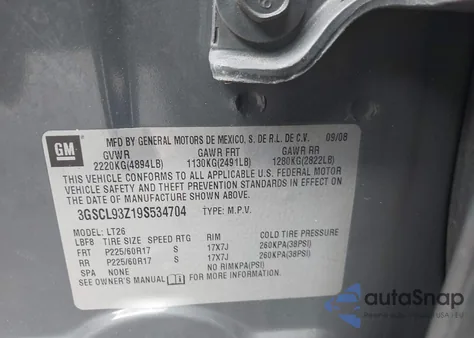 GM
MFD BY GENERAL MOTORS DE MEXICO, S. DE R.L. DE C.V. 09/08
GVWR GAWR FRT GAWR RR
2220KG(4894LB) 1130KG(2491LB) 1280KG(2822LB)
THIS VEHICLE CONFORMS TO ALL APPLICABLE U.S. FEDERAL MOTOR
VEHICLE SAFETY AND THEFT PREVENTION STANDARDS IN EFFECT ON
THE DATE OF MANUFACTURE SHOWN ABOVE.
3GSCL93Z19S534704 TYPE: M.P.V.
MODEL: LT26
LBF8 TIRE SIZE SPEED RTG RIM COLD TIRE PRESSURE
FRT P225/60R17 S 17X7J 260KPA(38PSI)
RR P225/60R17 S 17X7J 260KPA(38PSI)
SPA NONE NO RIMKPA(PSI)
SEE OWNER'S MANUAL FOR MORE INFORMATION.
autoSnap